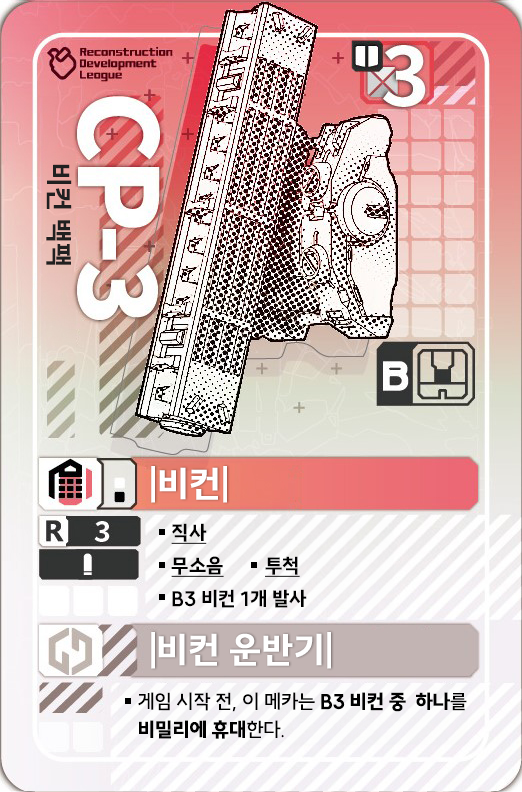 Reconstruction
Development
League
3
CP-3
비컨 백팩
B
|비컨|
R 3
▪ 직사
▪ 무소음 ▪ 투척
▪ B3 비컨 1개 발사
|비컨 운반기|
▪ 게임 시작 전, 이 메카는 B3 비컨 중 하나를
비밀리에 휴대한다.